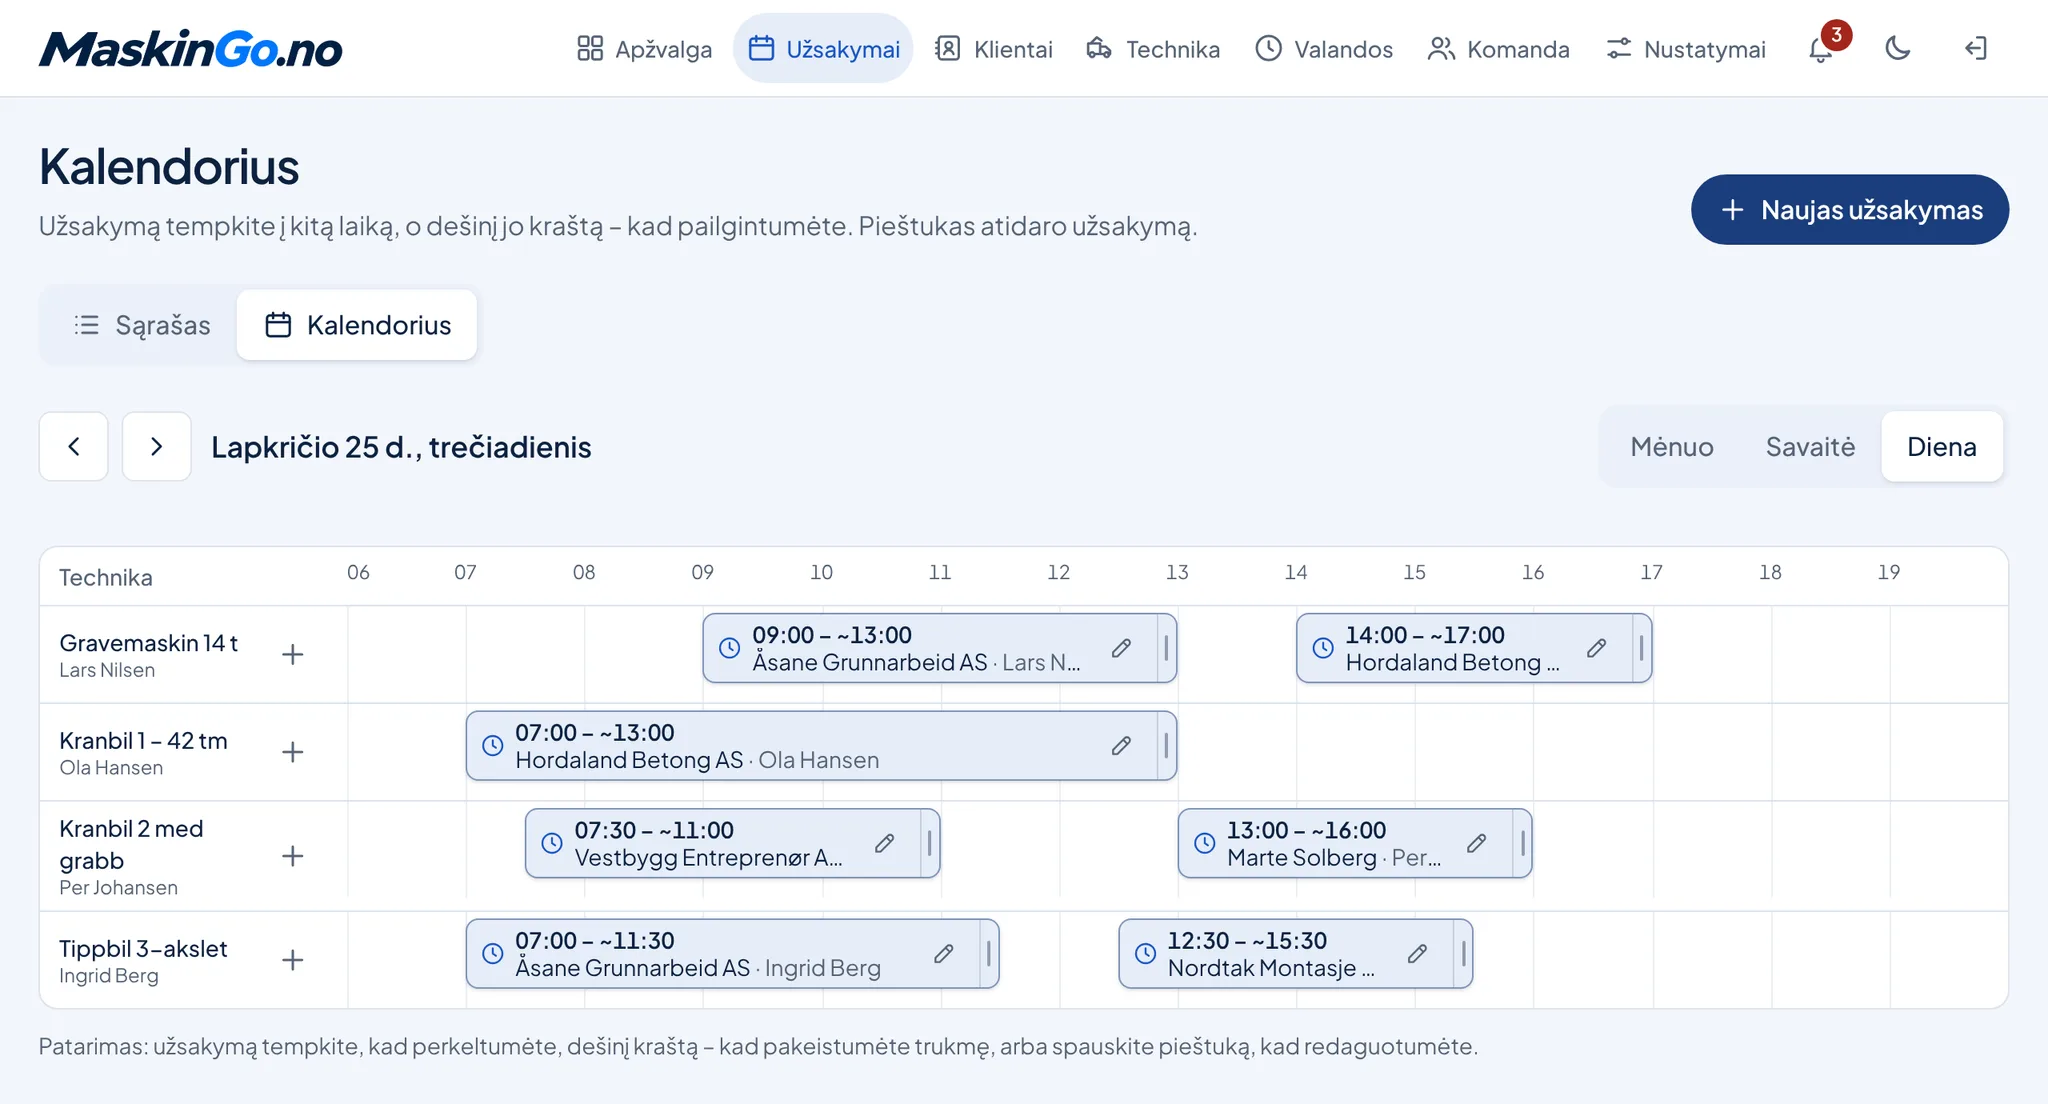 MaskinGo.no
Apžvalga
Užsakymai
Klientai
Technika
Valandos
Komanda
Nustatymai
3
Kalendorius
Užsakymą tempkite į kitą laiką, o dešinį jo kraštą – kad pailgintumėte. Pieštukas atidaro užsakymą.
+ Naujas užsakymas
Sąrašas
Kalendorius
Lapkričio 25 d., trečiadienis
Mėnuo
Savaitė
Diena
Technika
06 07 08 09 10 11 12 13 14 15 16 17 18 19
Gravemaskin 14 t
Lars Nilsen
09:00 – ~13:00
Åsane Grunnarbeid AS · Lars N...
14:00 – ~17:00
Hordaland Betong ...
Kranbil 1 – 42 tm
Ola Hansen
07:00 – ~13:00
Hordaland Betong AS · Ola Hansen
Kranbil 2 med
grabb
Per Johansen
07:30 – ~11:00
Vestbygg Entreprenør A...
13:00 – ~16:00
Marte Solberg · Per...
Tippbil 3-akslet
Ingrid Berg
07:00 – ~11:30
Åsane Grunnarbeid AS · Ingrid Berg
12:30 – ~15:30
Nordtak Montasje ...
Patarimas: užsakymą tempkite, kad perkeltumėte, dešinį kraštą – kad pakeistumėte trukmę, arba spauskite pieštuką, kad redaguotumėte.